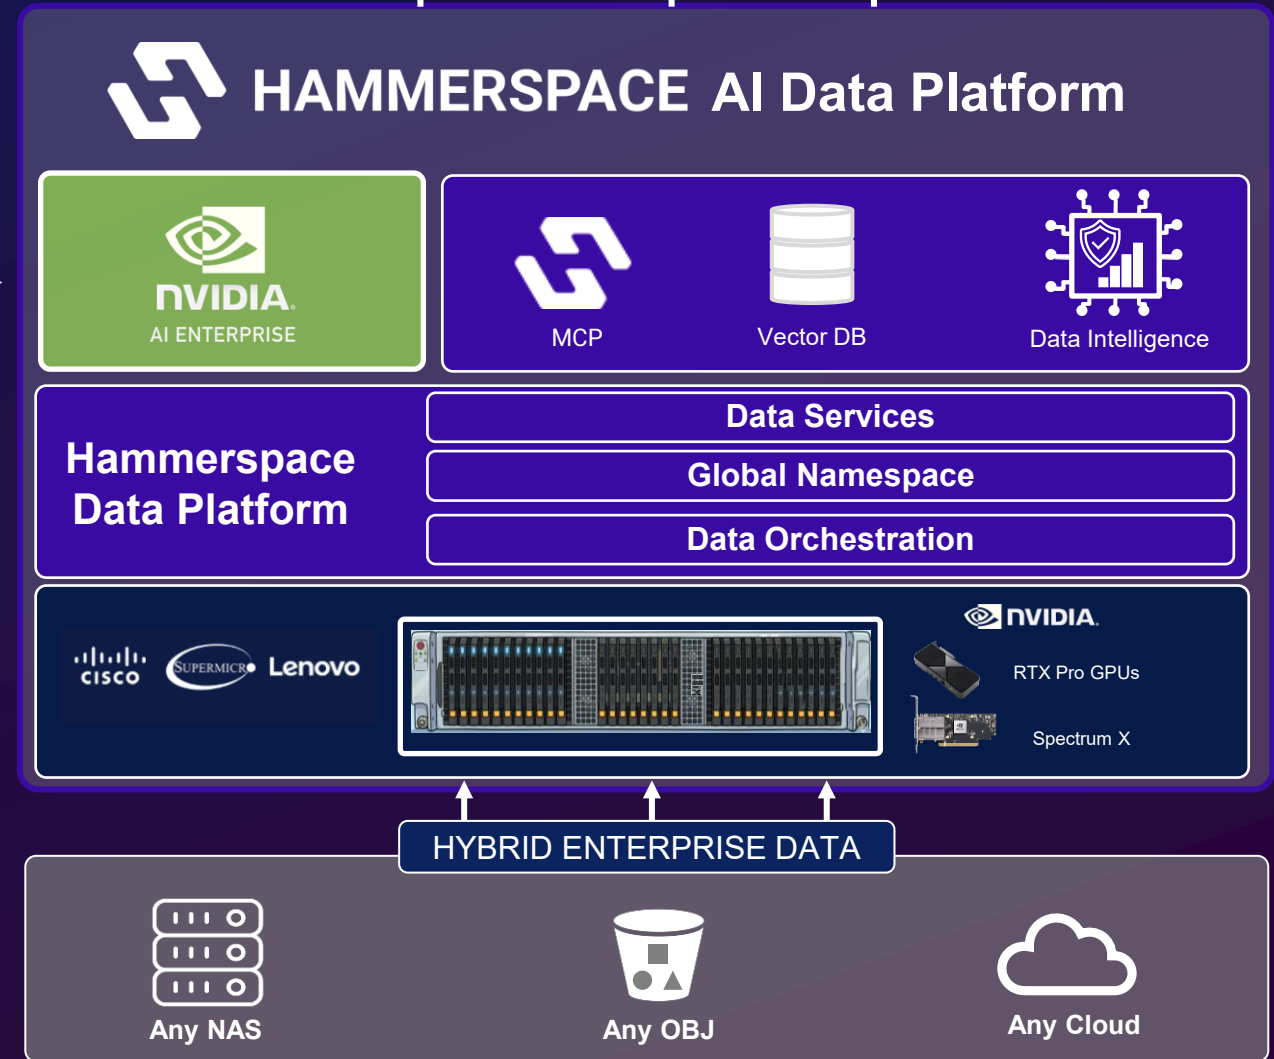 HAMMERSPACE AI Data Platform
NVIDIA.
AI ENTERPRISE
MCP
Vector DB
Data Intelligence
Hammerspace
Data Platform
Data Services
Global Namespace
Data Orchestration
CISCO
SUPERMICRO
Lenovo
NVIDIA.
RTX Pro GPUs
Spectrum X
HYBRID ENTERPRISE DATA
Any NAS
Any OBJ
Any Cloud